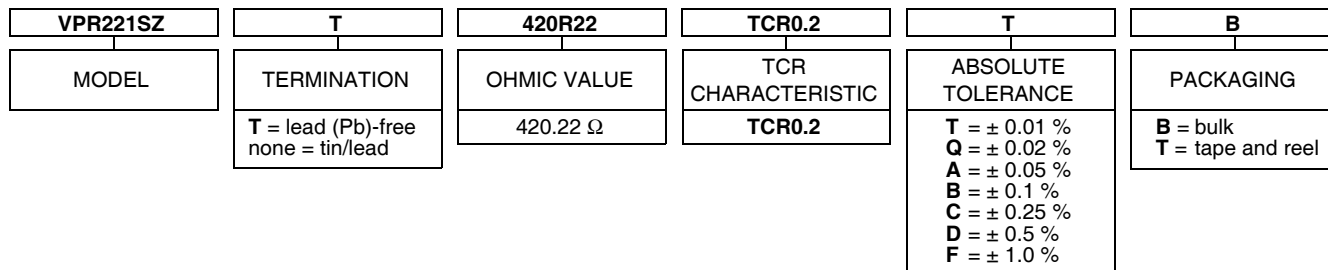 VPR221SZ T 420R22 TCR0.2 T B
MODEL
TERMINATION
T = lead (Pb)-free
none = tin/lead
OHMIC VALUE
420.22 Ω
TCR
CHARACTERISTIC
TCR0.2
ABSOLUTE
TOLERANCE
T = ± 0.01 %
Q = ± 0.02 %
A = ± 0.05 %
B = ± 0.1 %
C = ± 0.25 %
D = ± 0.5 %
F = ± 1.0 %
PACKAGING
B = bulk
T = tape and reel